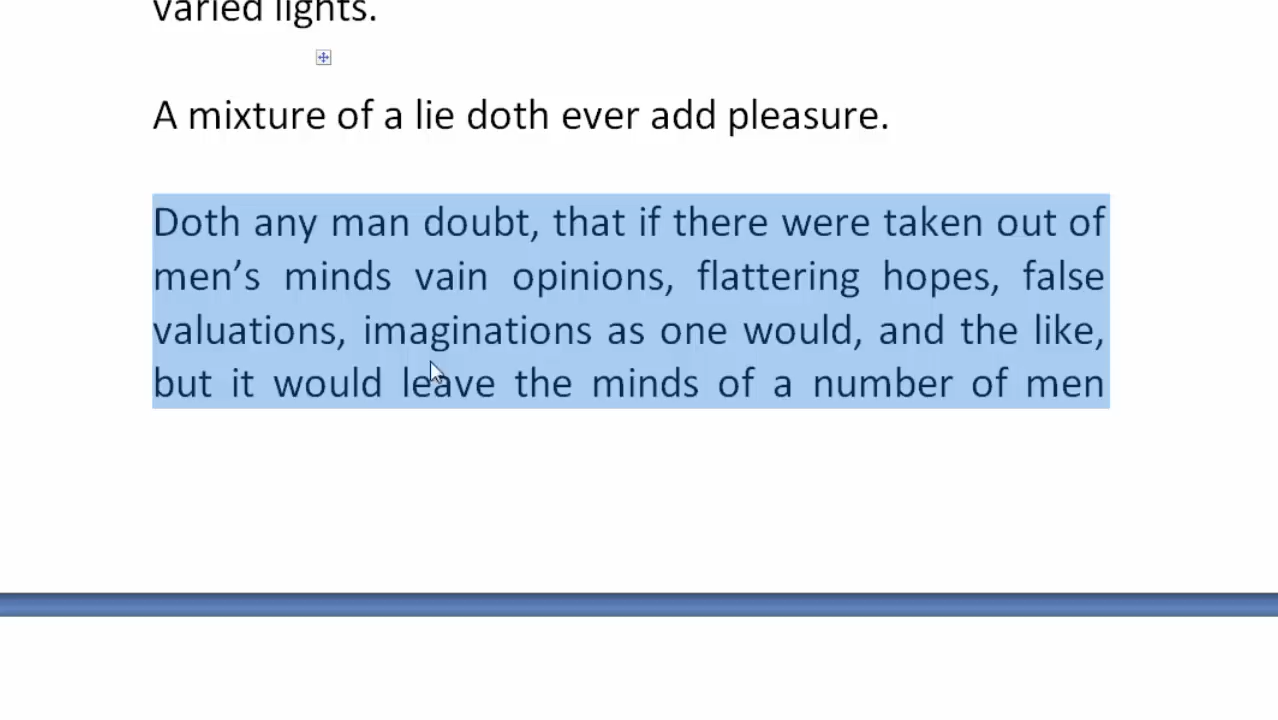 varied lights.
A mixture of a lie doth ever add pleasure.
Doth any man doubt, that if there were taken out of
men’s minds vain opinions, flattering hopes, false
valuations, imaginations as one would, and the like,
but it would leave the minds of a number of men